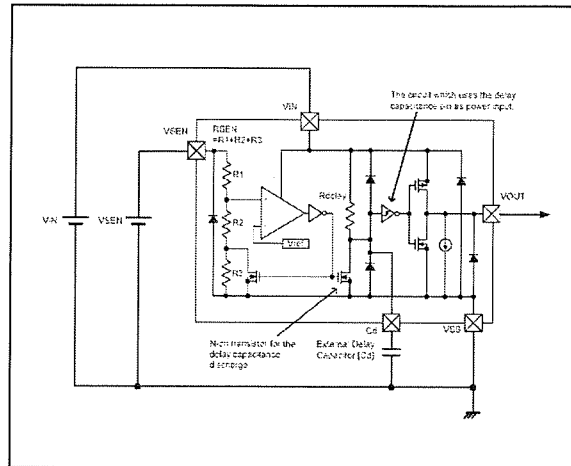 The circuit which uses the delay
capacitance pin as power input.
VIN
VSEN
RSEN
=R1+R2+R3
R1
Rdelay
VOUT
R2
Vref
VIN
VSEN
R3
Cd
VSS
N-ch transistor for the
delay capacitance
discharge
External Delay
Capacitor [Cd]